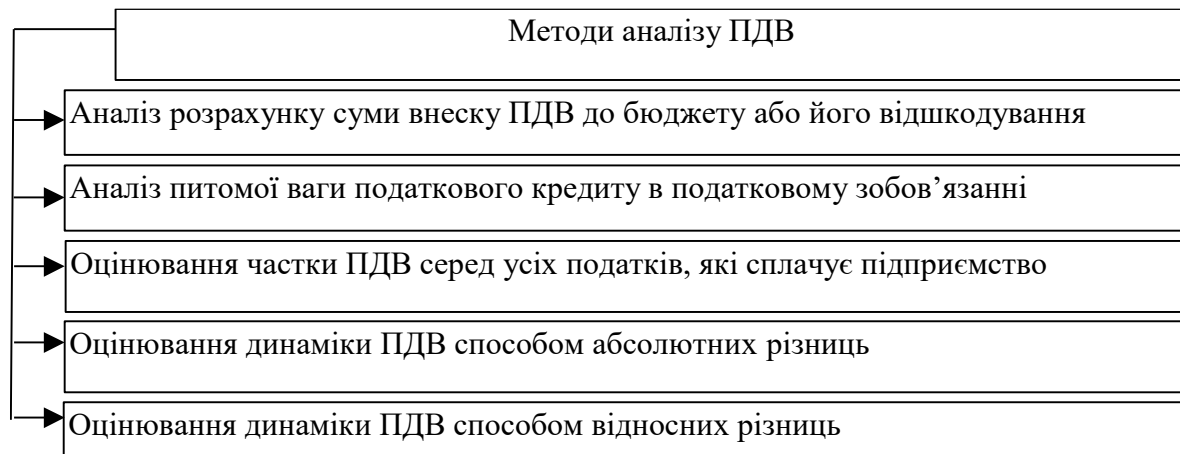 Методи аналізу ПДВ
Аналіз розрахунку суми внеску ПДВ до бюджету або його відшкодування
Аналіз питомої ваги податкового кредиту в податковому зобов’язанні
Оцінювання частки ПДВ серед усіх податків, які сплачує підприємство
Оцінювання динаміки ПДВ способом абсолютних різниць
Оцінювання динаміки ПДВ способом відносних різниць